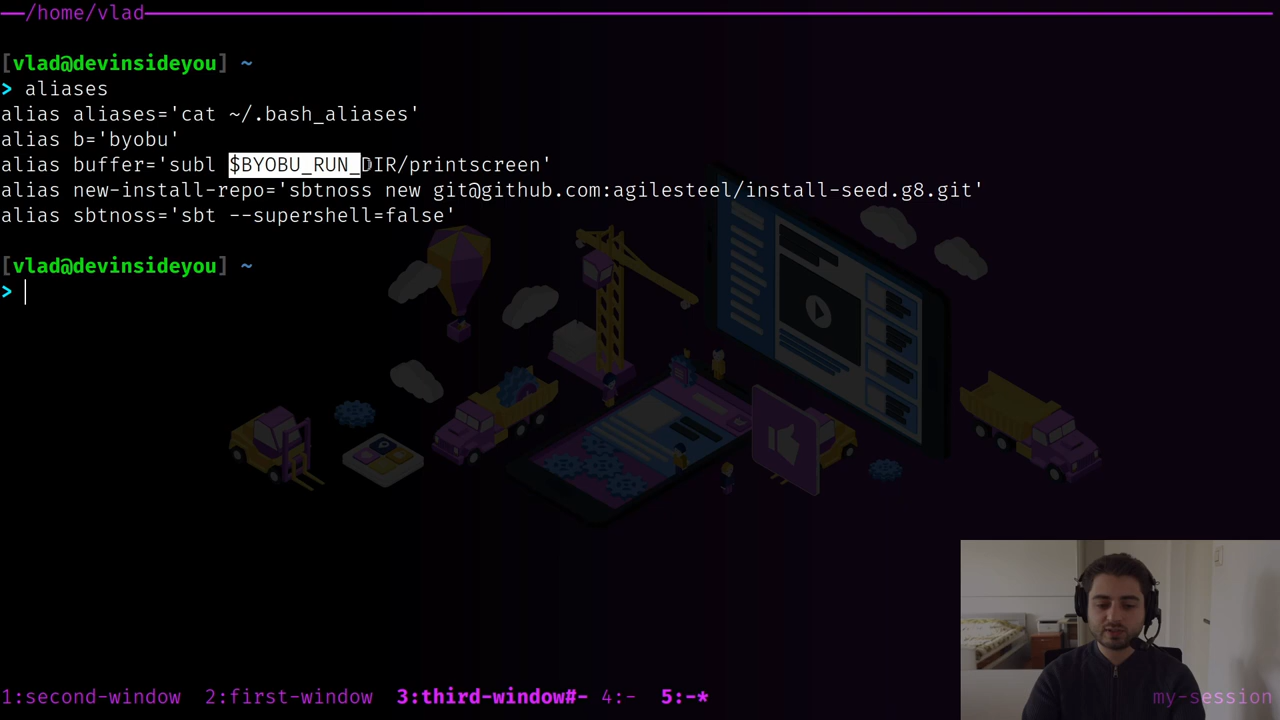 /home/vlad
[vlad@devinsideyou] ~
> aliases
alias aliases='cat ~/.bash_aliases'
alias b='byobu'
alias buffer='subl $BYOBU_RUN_DIR/printscreen'
alias new-install-repo='sbtnoss new git@github.com:agilesteel/install-seed.g8.git'
alias sbtnoss='sbt --supershell=false'
[vlad@devinsideyou] ~
>
1:second-window 2:first-window 3:third-window#- 4:- 5:-* my-session